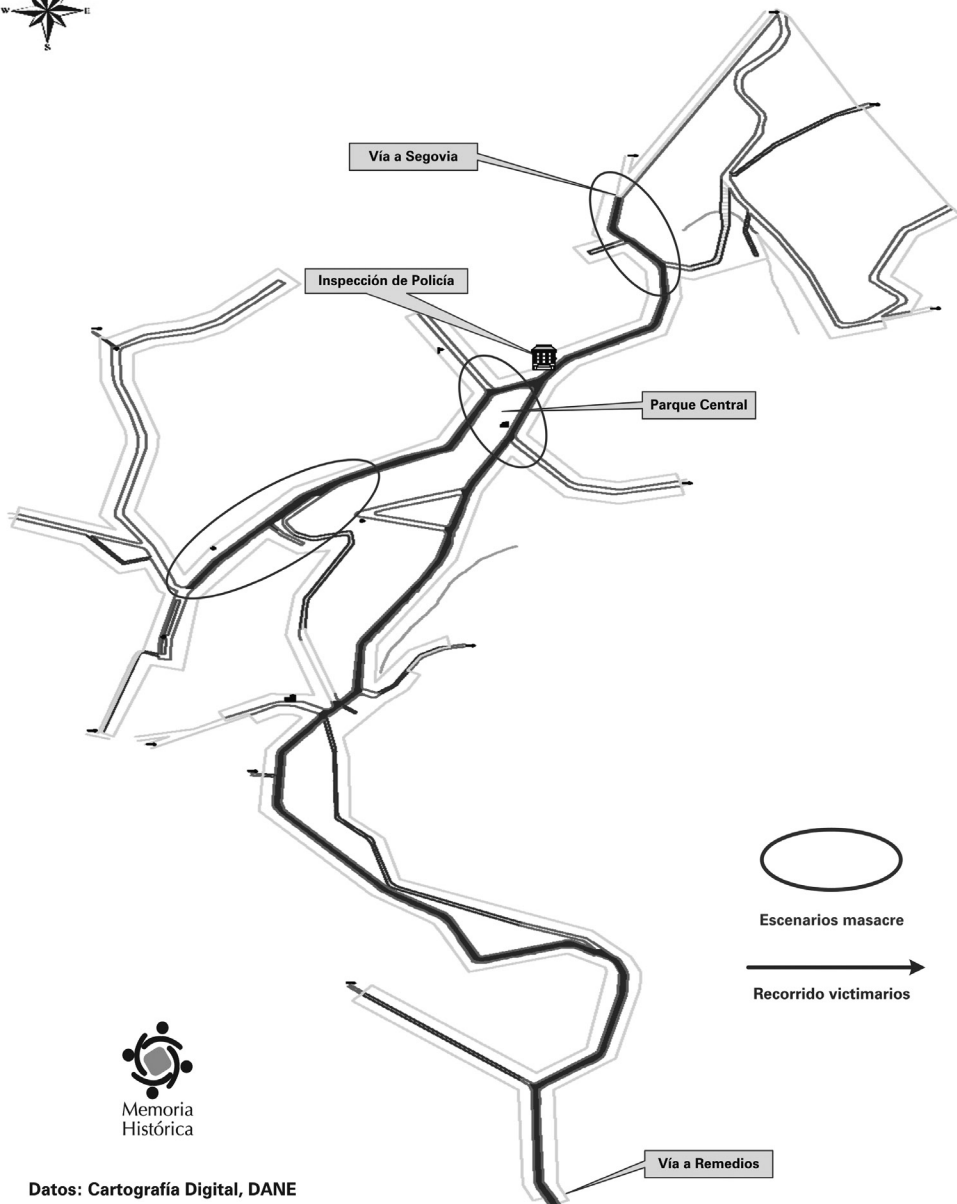 W E
S
Vía a Segovia
Inspección de Policía
Parque Central
Escenarios masacre
Recorrido victimarios
Memoria
Histórica
Vía a Remedios
Datos: Cartografía Digital, DANE